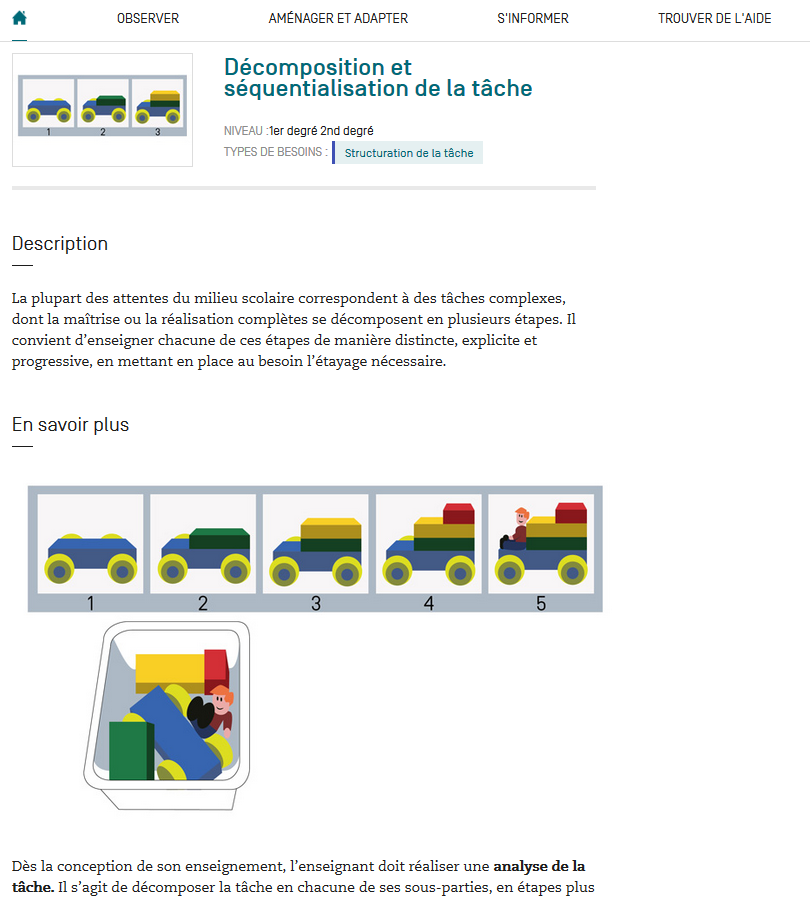 OBSERVER AMÉNAGER ET ADAPTER S'INFORMER TROUVER DE L'AIDE
1 2 3
Décomposition et
séquentialisation de la tâche
NIVEAU :1er degré 2nd degré
TYPES DE BESOINS : Structuration de la tâche
Description
La plupart des attentes du milieu scolaire correspondent à des tâches complexes,
dont la maîtrise ou la réalisation complètes se décomposent en plusieurs étapes. Il
convient d’enseigner chacune de ces étapes de manière distincte, explicite et
progressive, en mettant en place au besoin l’étayage nécessaire.
En savoir plus
1 2 3 4 5
Dès la conception de son enseignement, l’enseignant doit réaliser une analyse de la
tâche. Il s’agit de décomposer la tâche en chacune de ses sous-parties, en étapes plus